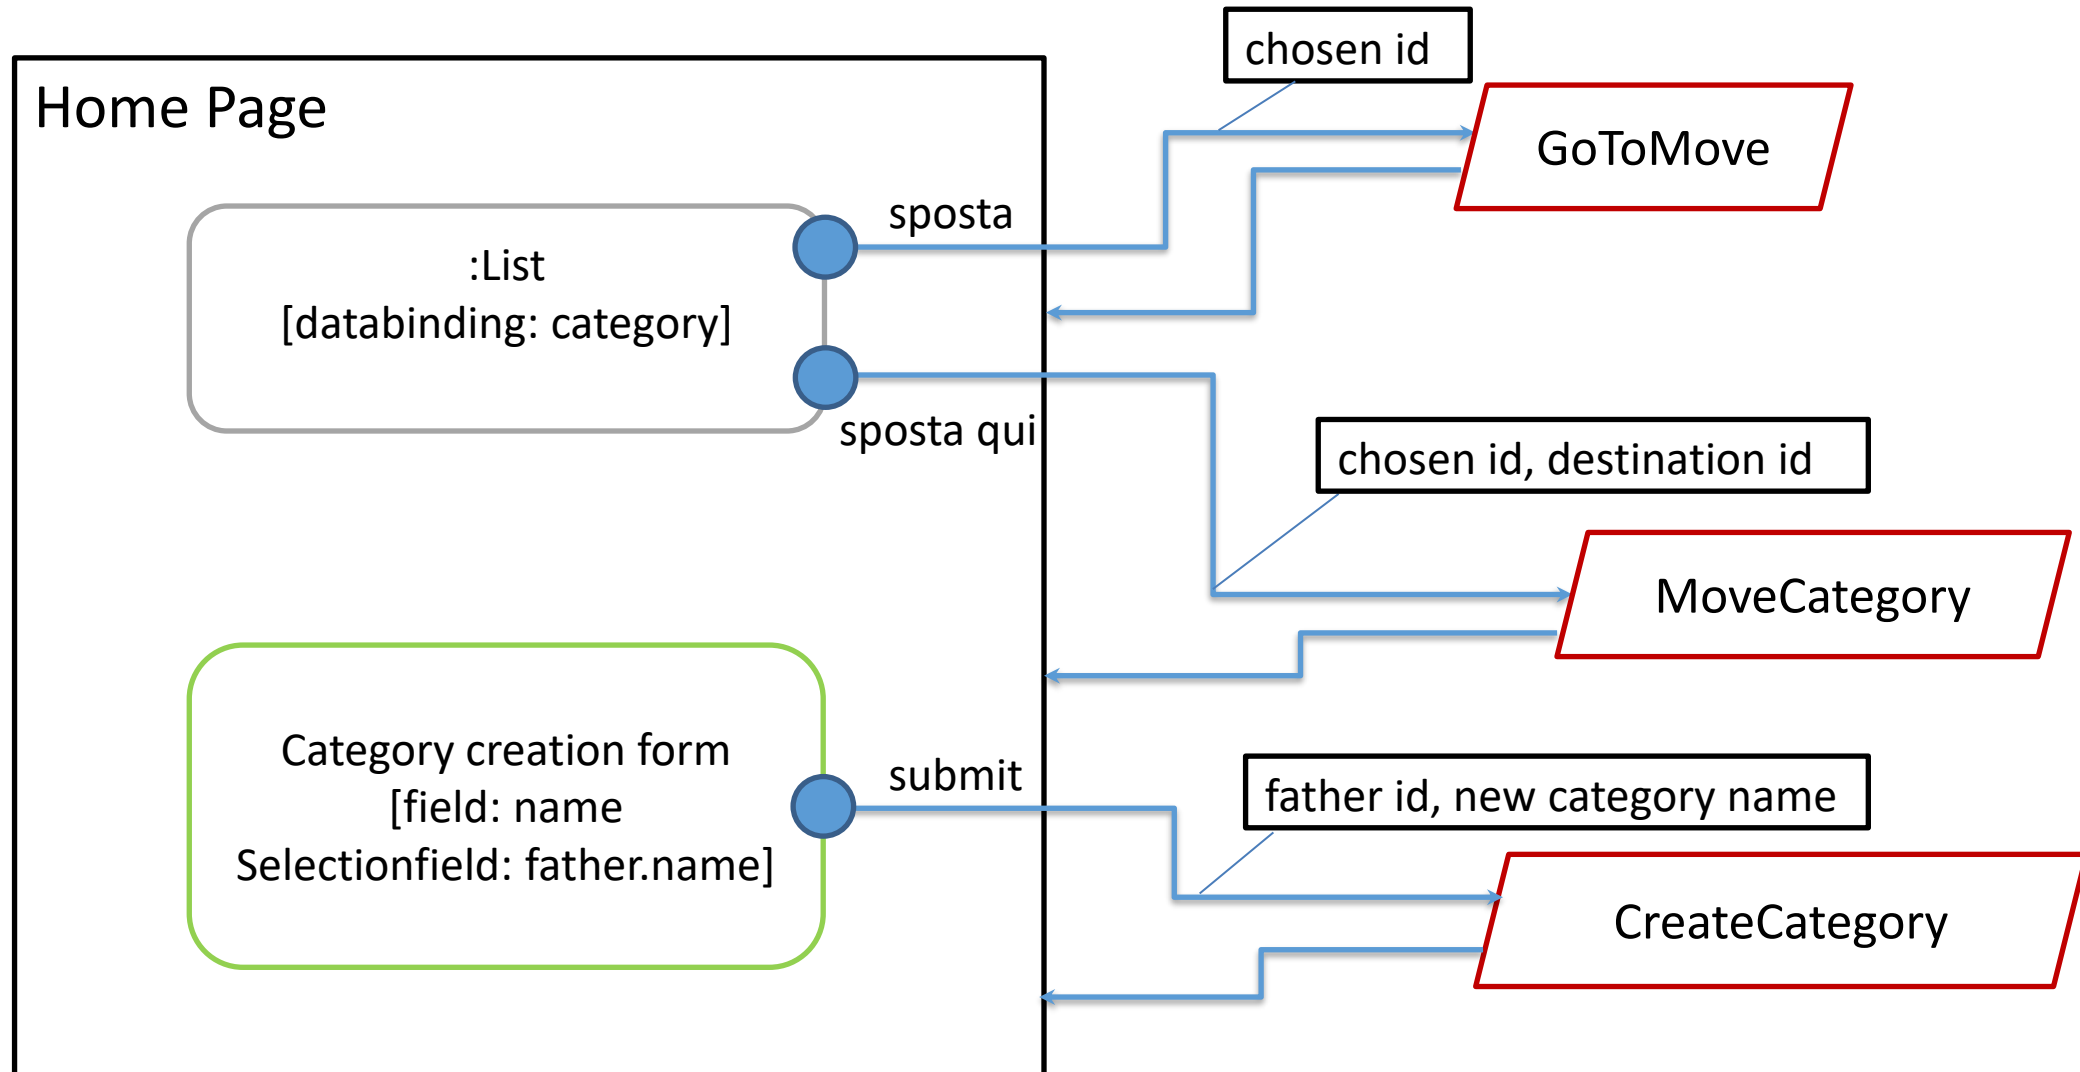 chosen id
Home Page
GoToMove
sposta
:List
[databinding: category]
sposta qui
chosen id, destination id
MoveCategory
Category creation form
[field: name
Selectionfield: father.name]
submit
father id, new category name
CreateCategory